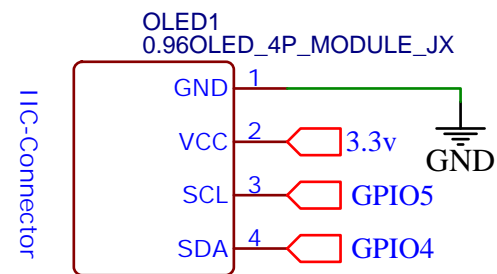 OLED1
0.96OLED_4P_MODULE_JX
IIC-Connector
GND 1
VCC 2 3.3v
SCL 3 GPIO5
SDA 4 GPIO4
GND